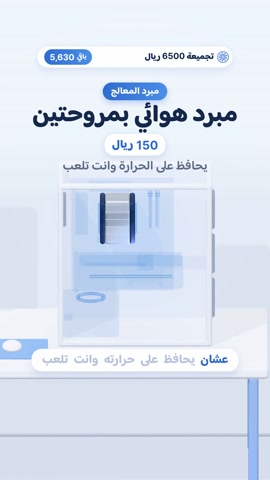 تجميعة 6500 ريال
باقي 5,630
مبرد المعالج
مبرد هوائي بمروحتين
150 ريال
يحافظ على الحرارة وانت تلعب
عشان يحافظ على حرارته وانت تلعب